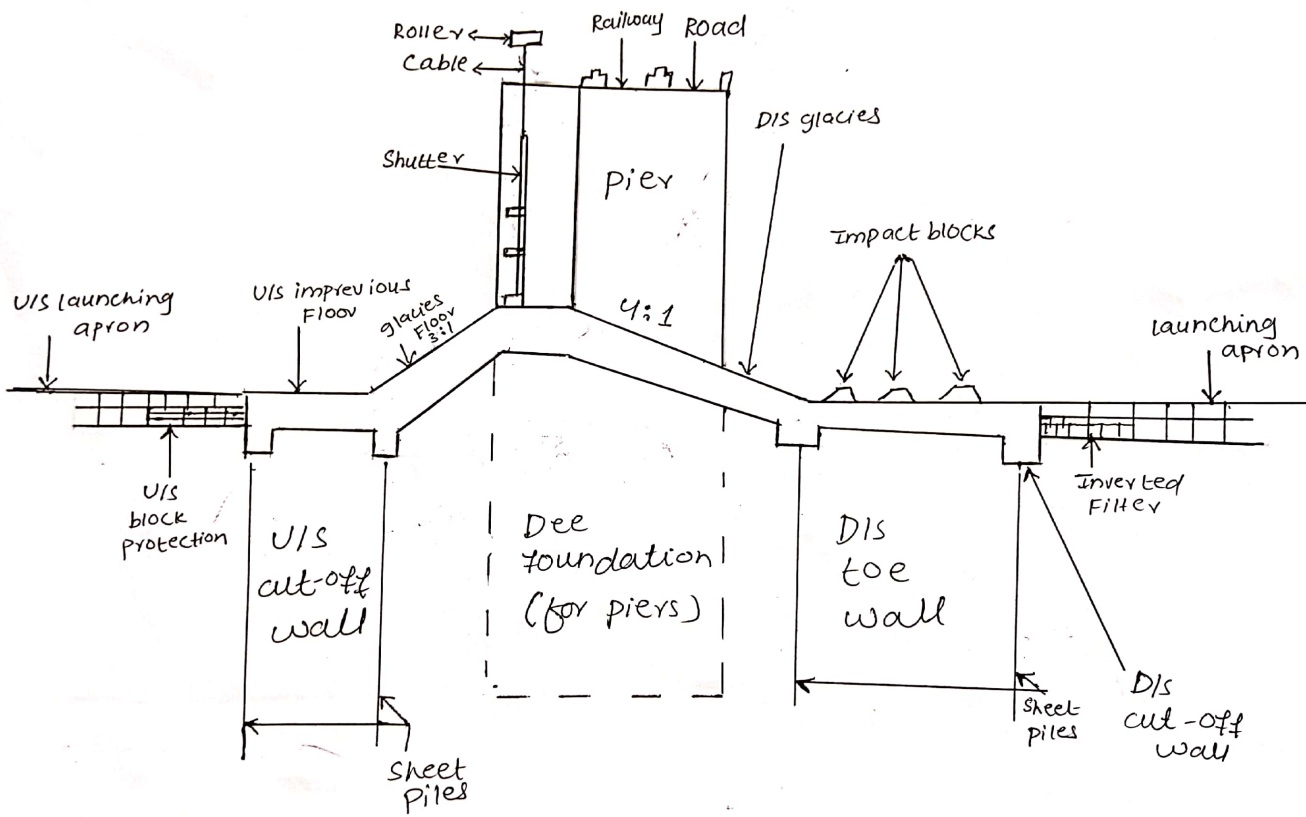 Roller
Cable
Railway
Road
Shutter
Pier
D/S glacies
Impact blocks
U/S launching
apron
U/S imprevious
Floor
glacies
Floor
3:1
4:1
launching
apron
U/S
block
protection
Inverted
Filter
U/S
cut-off
wall
Dee
foundation
(for piers)
D/S
toe
wall
Sheet
piles
Sheet
piles
D/S
cut-off
wall